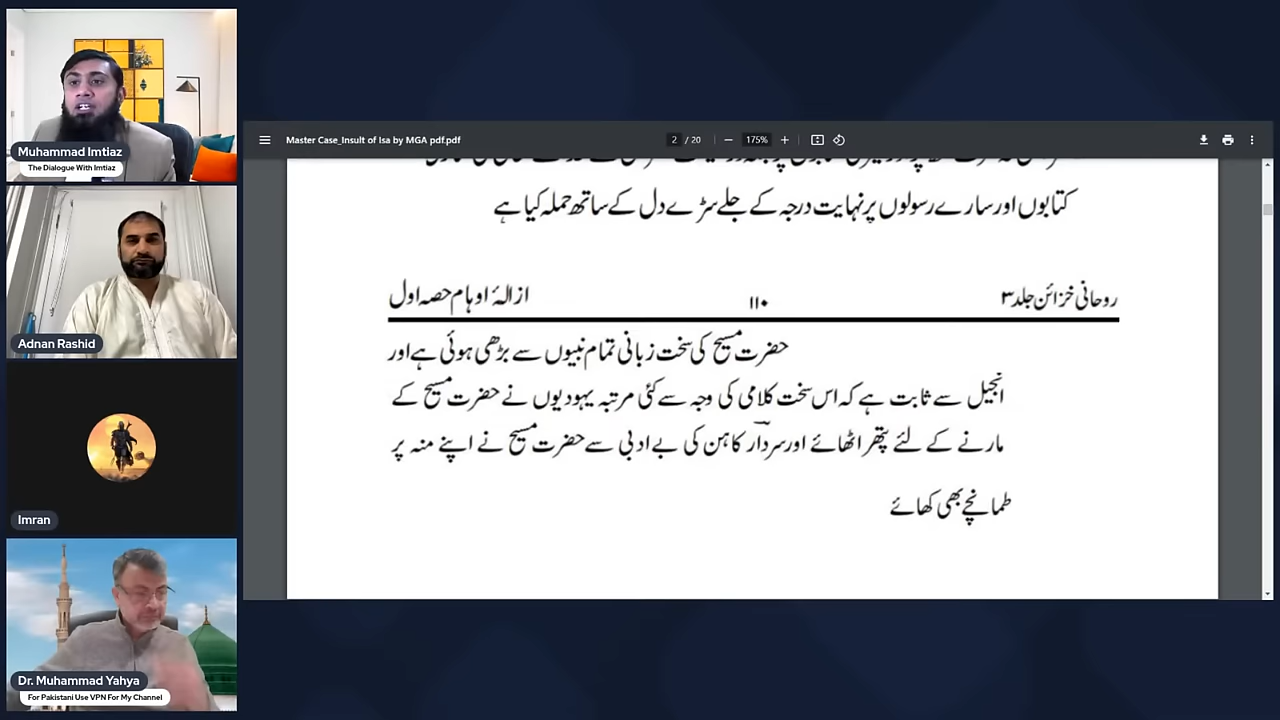 Muhammad Imtiaz
The Dialogue With Imtiaz
Adnan Rashid
Imran
Dr. Muhammad Yahya
For Pakistani Use VPN For My Channel
Master Case_Insult of Isa by MGA pdf.pdf
2 / 20
175%
کتابوں اور سارے رسولوں پر نہایت درجہ کے جلے سڑے دل کے ساتھ حملہ کیا ہے
روحانی خزائن جلد ۳
۱۱۰
ازالۂ اوہام حصہ اول
حضرت مسیح کی سخت زبانی تمام نبیوں سے بڑھی ہوئی ہے اور
انجیل سے ثابت ہے کہ اس سخت کلامی کی وجہ سے کئی مرتبہ یہودیوں نے حضرت مسیح کے
مارنے کے لئے پتھر اٹھائے اور سردار کاہن کی بے ادبی سے حضرت مسیح نے اپنے منہ پر
طمانچے بھی کھائے